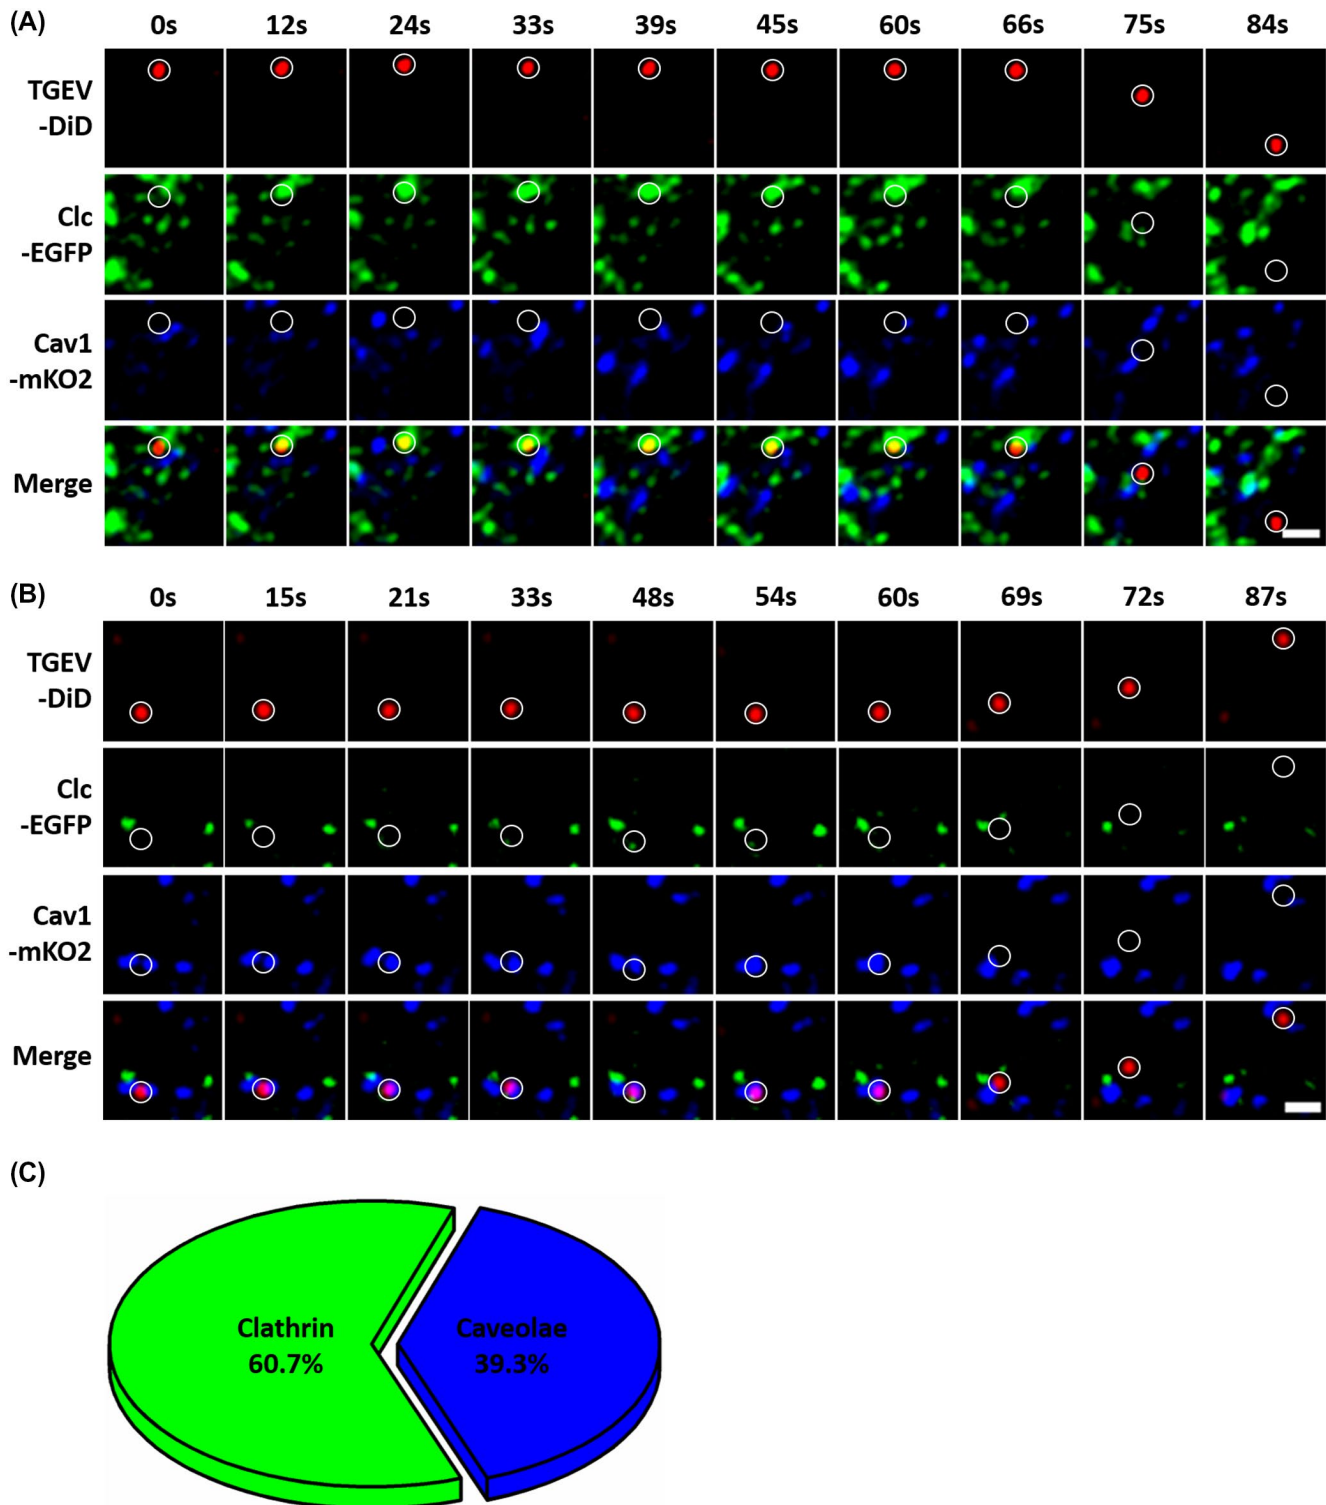 (A)
0s 12s 24s 33s 39s 45s 60s 66s 75s 84s
TGEV
-DiD
Clc
-EGFP
Cav1
-mKO2
Merge
(B)
0s 15s 21s 33s 48s 54s 60s 69s 72s 87s
TGEV
-DiD
Clc
-EGFP
Cav1
-mKO2
Merge
(C)
Clathrin
60.7%
Caveolae
39.3%